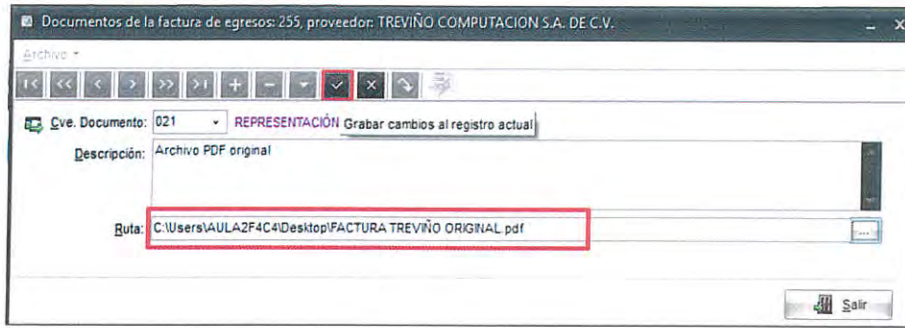 Documentos de la factura de egresos: 255, proveedor: TREVIÑO COMPUTACION S.A. DE C.V.
Archivo
Cve. Documento: 021 REPRESENTACIÓN Grabar cambios al registro actual
Descripción: Archivo PDF original
Ruta: C:\Users\AULA2F4C4\Desktop\FACTURA TREVIÑO ORIGINAL.pdf ...
Salir